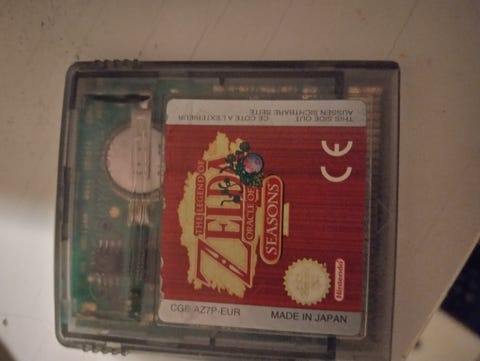 THIS SIDE OUT CE COTE A L'EXTERIEUR
AUSSEN SICHTBARE SEITE
CE
THE LEGEND OF
ZELDA
ORACLE OF
SEASONS
Nintendo
CGB-AZ7P-EUR MADE IN JAPAN